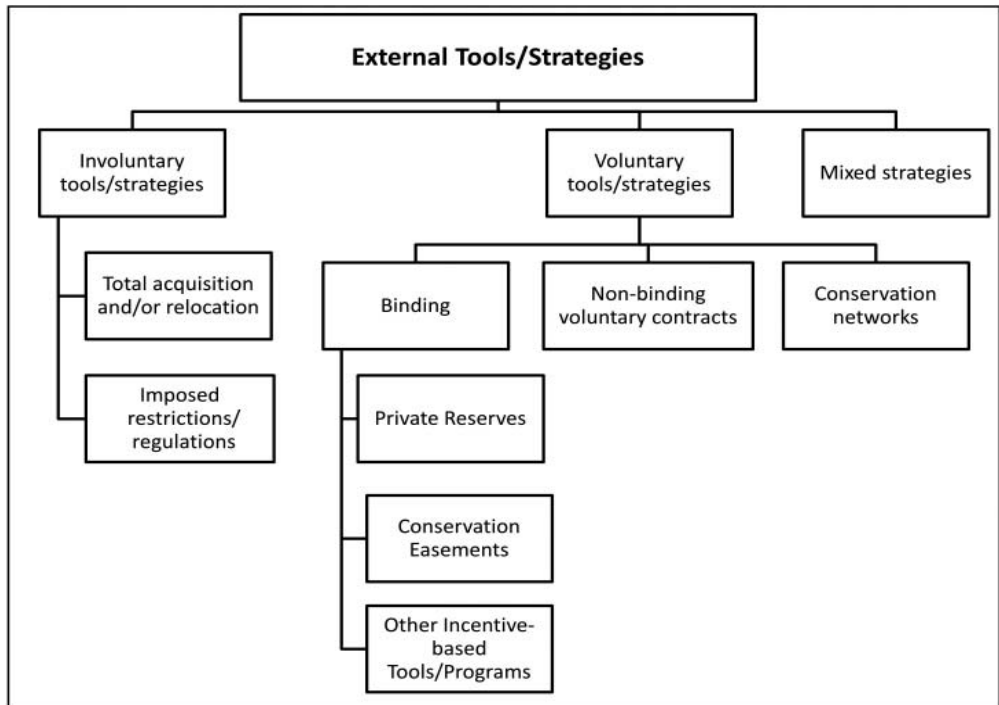 External Tools/Strategies
Involuntary
tools/strategies
Voluntary
tools/strategies
Mixed strategies
Total acquisition
and/or relocation
Imposed
restrictions/
regulations
Binding
Non-binding
voluntary contracts
Conservation
networks
Private Reserves
Conservation
Easements
Other Incentive-
based
Tools/Programs